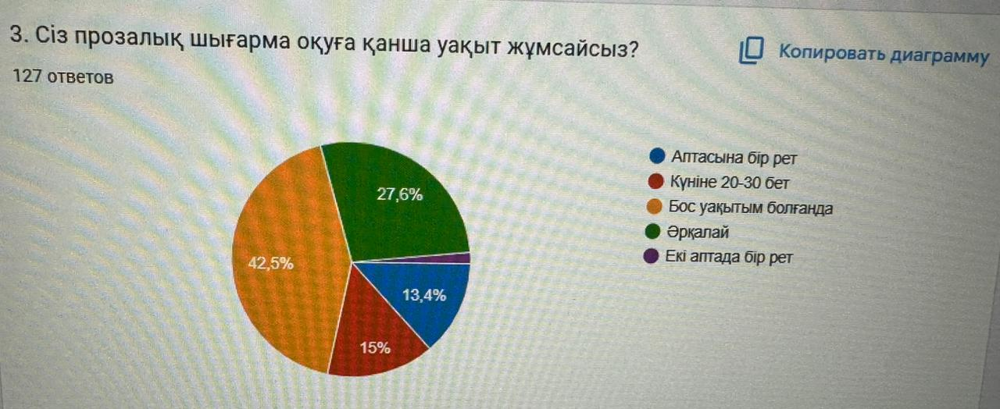 3. Сіз прозалық шығарма оқуға қанша уақыт жұмсайсыз?
Копировать диаграмму
127 ответов
27,6%
42,5%
13,4%
15%
Аптасына бір рет
Күніне 20-30 бет
Бос уақытым болғанда
Әрқалай
Екі аптада бір рет